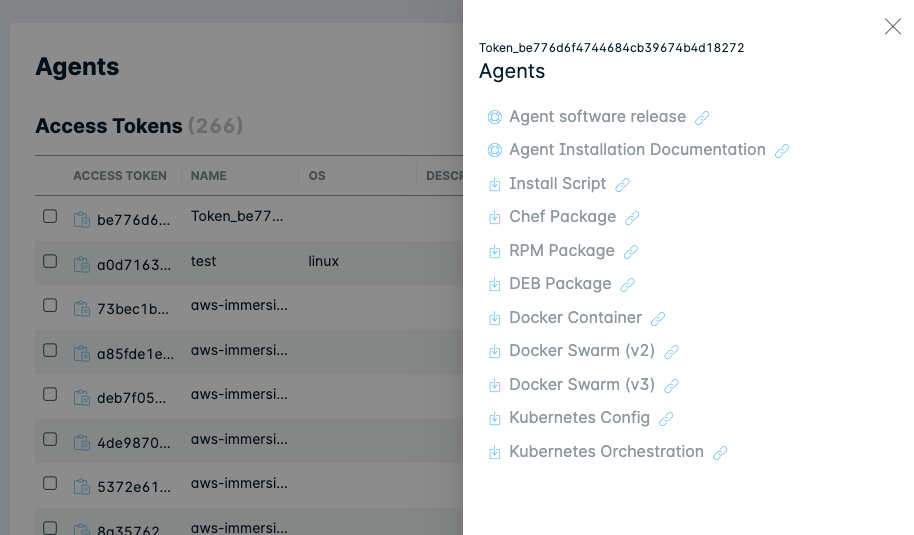 Agents
Access Tokens (266)
ACCESS TOKEN NAME OS DESCR
be776d6... Token_be77...
a0d7163... test linux
73bec1b... aws-immersi...
a85fde1e... aws-immersi...
deb7f05... aws-immersi...
4de9870... aws-immersi...
5372e61... aws-immersi...
8a35762 aws-immersi...
Token_be776d6f4744684cb39674b4d18272
Agents
Agent software release
Agent Installation Documentation
Install Script
Chef Package
RPM Package
DEB Package
Docker Container
Docker Swarm (v2)
Docker Swarm (v3)
Kubernetes Config
Kubernetes Orchestration